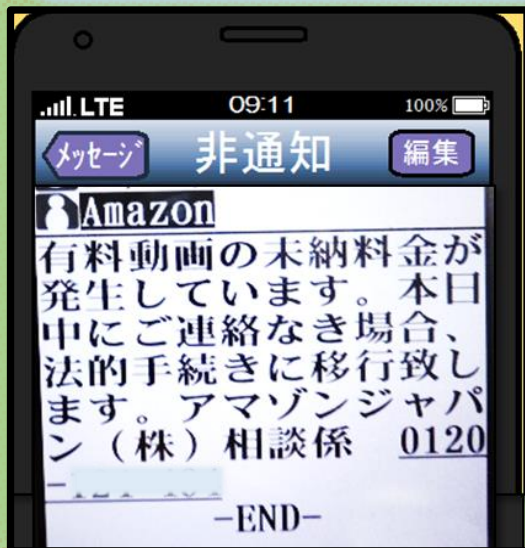 LTE 09:11 100%
メッセージ 非通知 編集
Amazon
有料動画の未納料金が
発生しています。本日
中にご連絡なき場合、
法的手続きに移行致し
ます。アマゾンジャパ
ン（株）相談係 0120
-
-END-